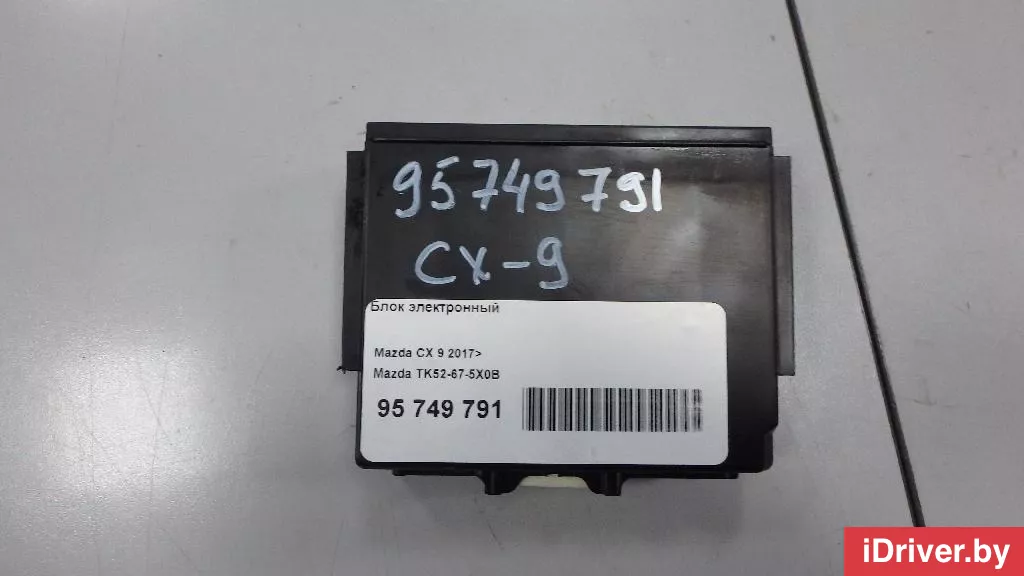 95749791
CX-9
Блок электронный
Mazda CX 9 2017>
Mazda TK52-67-5X0B
95 749 791
iDriver.by